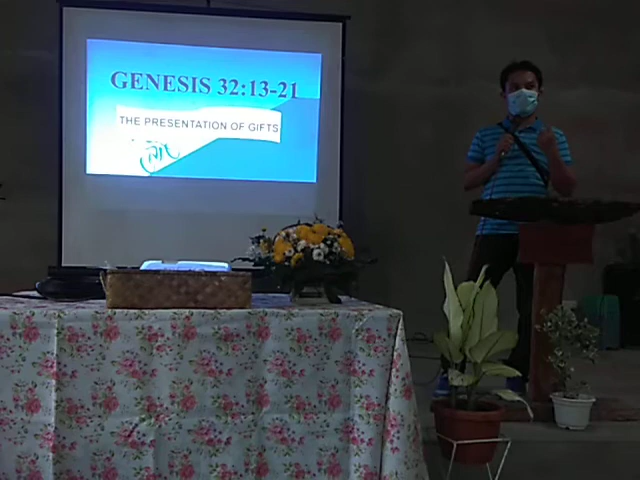 GENESIS 32:13-21
THE PRESENTATION OF GIFTS